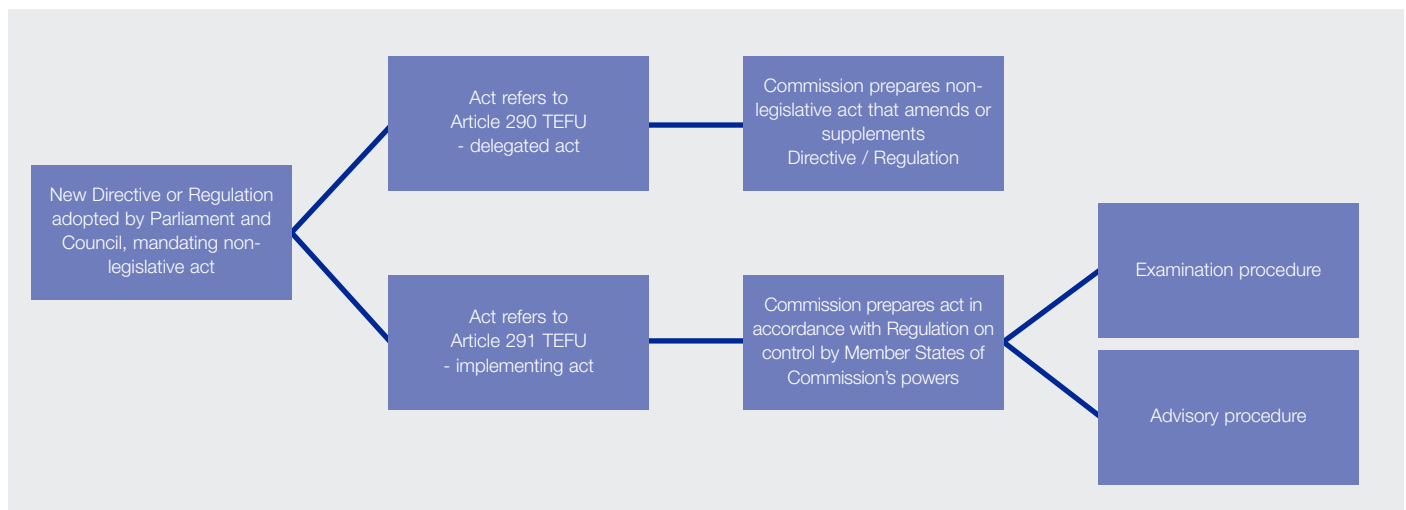 New Directive or Regulation
adopted by Parliament and
Council, mandating non-
legislative act
Act refers to
Article 290 TEFU
- delegated act
Commission prepares non-
legislative act that amends or
supplements
Directive / Regulation
Act refers to
Article 291 TEFU
- implementing act
Commission prepares act in
accordance with Regulation on
control by Member States of
Commission's powers
Examination procedure
Advisory procedure